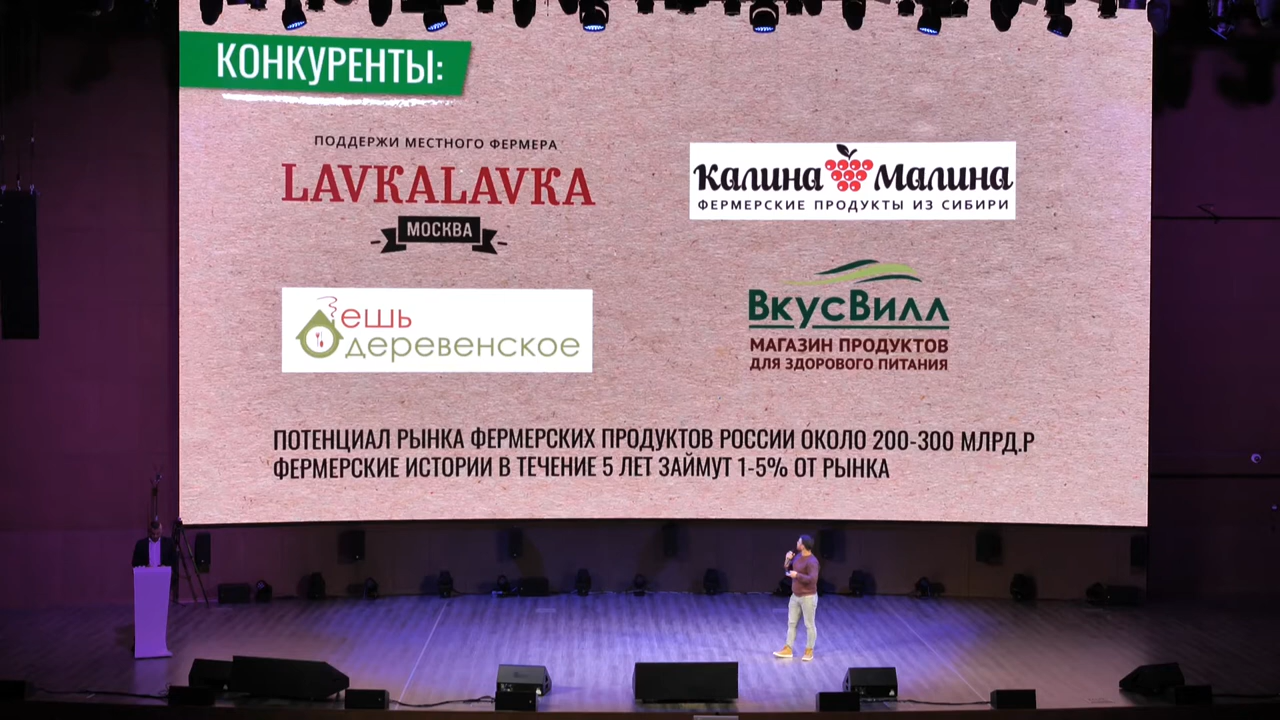 КОНКУРЕНТЫ:
ПОДДЕРЖИ МЕСТНОГО ФЕРМЕРА
LAVKALAVKA
МОСКВА
Калина Малина
ФЕРМЕРСКИЕ ПРОДУКТЫ ИЗ СИБИРИ
ешь
деревенское
ВкусВилл
МАГАЗИН ПРОДУКТОВ
ДЛЯ ЗДОРОВОГО ПИТАНИЯ
ПОТЕНЦИАЛ РЫНКА ФЕРМЕРСКИХ ПРОДУКТОВ РОССИИ ОКОЛО 200-300 МЛРД.Р
ФЕРМЕРСКИЕ ИСТОРИИ В ТЕЧЕНИЕ 5 ЛЕТ ЗАЙМУТ 1-5% ОТ РЫНКА